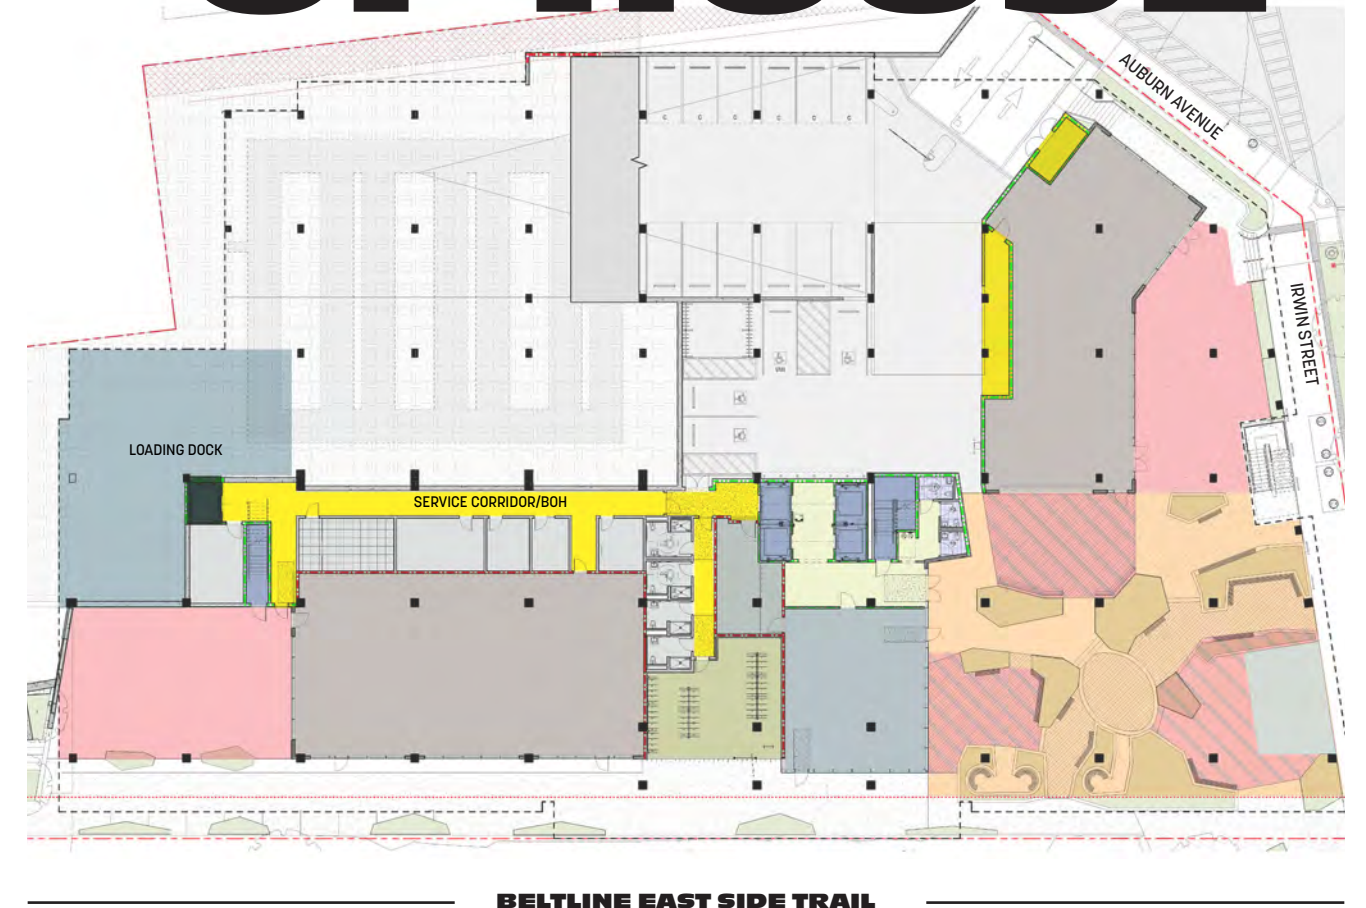 AUBURN AVENUE
IRWIN STREET
LOADING DOCK
SERVICE CORRIDOR/BOH
BELTLINE EAST SIDE TRAIL